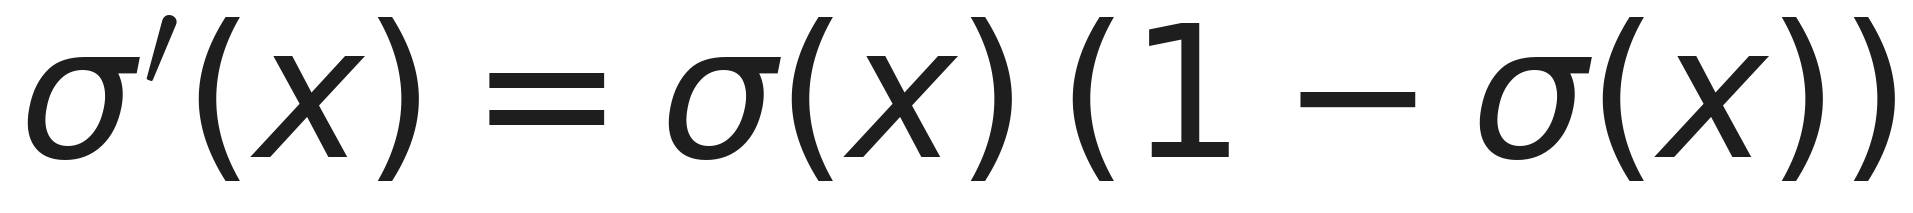 σ′(x) = σ(x) (1 − σ(x))